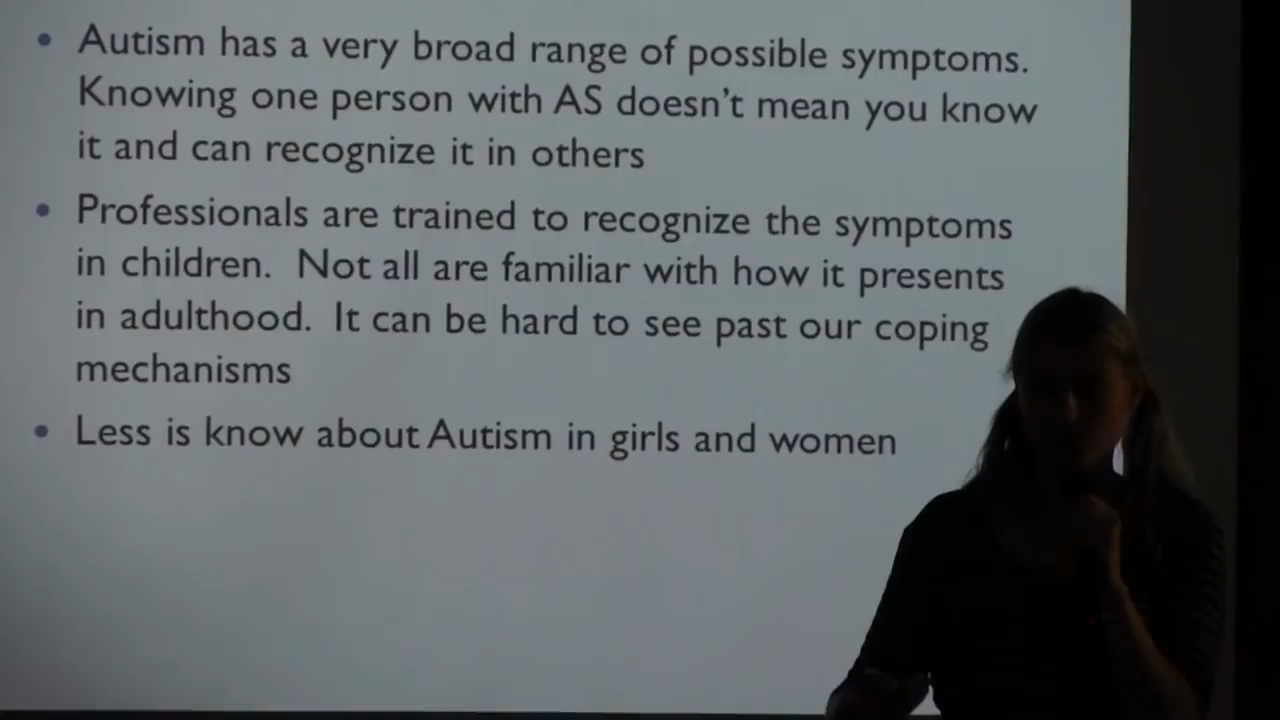 • Autism has a very broad range of possible symptoms.
Knowing one person with AS doesn't mean you know
it and can recognize it in others
• Professionals are trained to recognize the symptoms
in children. Not all are familiar with how it presents
in adulthood. It can be hard to see past our coping
mechanisms
• Less is know about Autism in girls and women